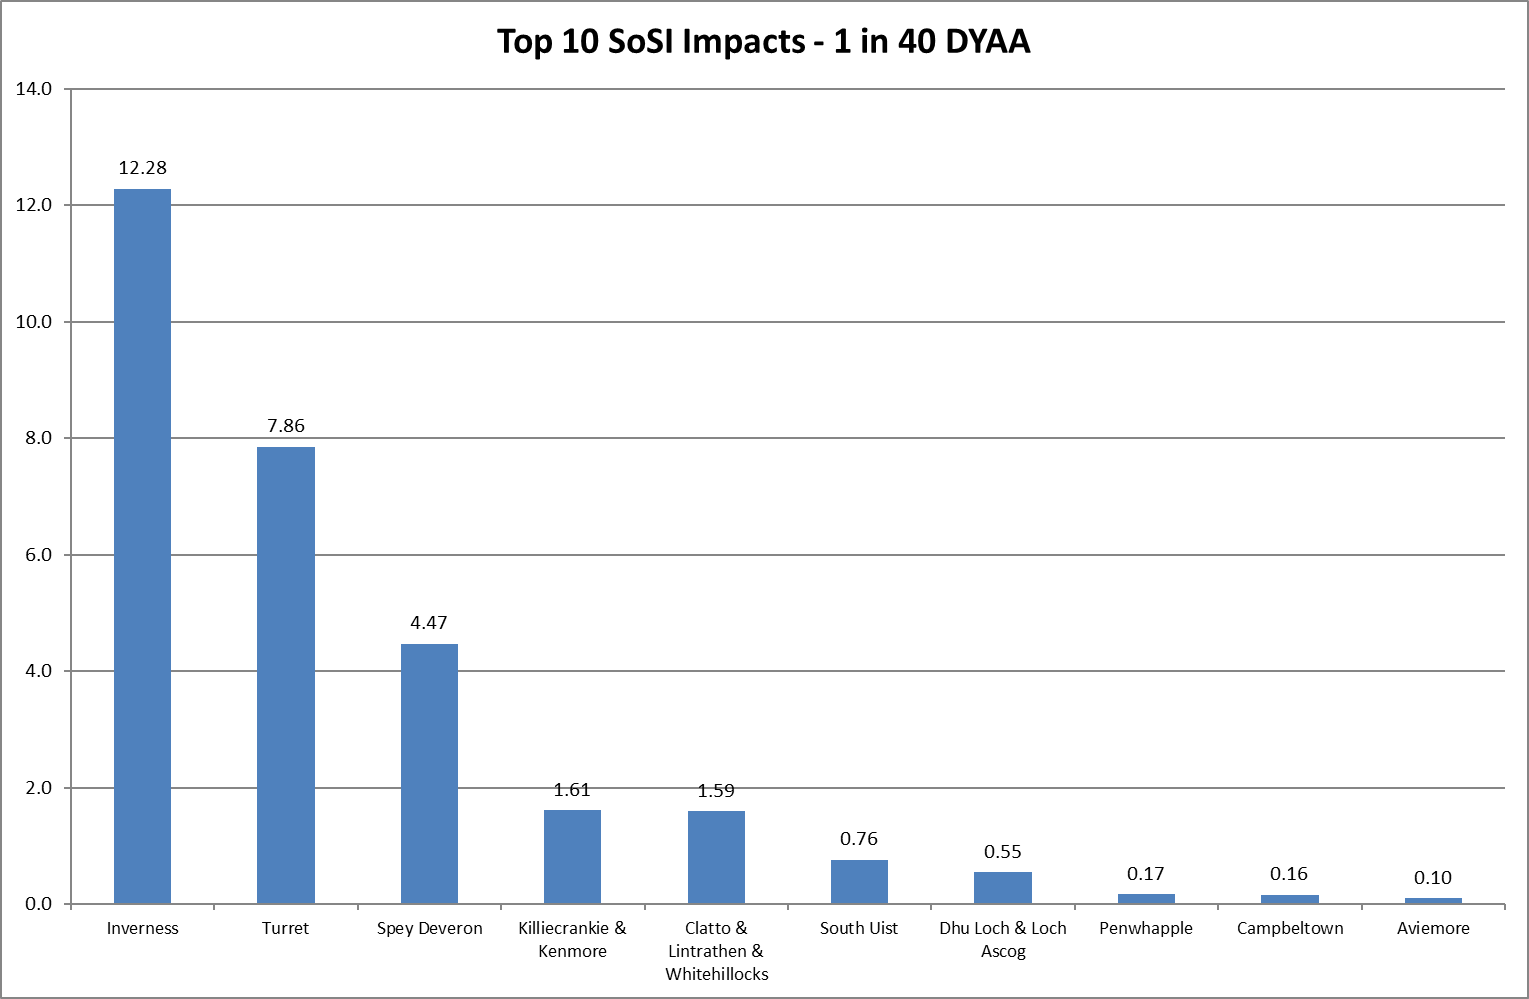 Top 10 SoSI Impacts - 1 in 40 DYAA
14.0
12.28
12.0
10.0
7.86
8.0
6.0
4.47
4.0
2.0
1.61
1.59
0.76
0.55
0.17
0.16
0.10
0.0
Inverness
Turret
Spey Deveron
Killiecrankie &
Kenmore
Clatto &
Lintrathen &
Whitehillocks
South Uist
Dhu Loch & Loch
Ascog
Penwhapple
Campbeltown
Aviemore